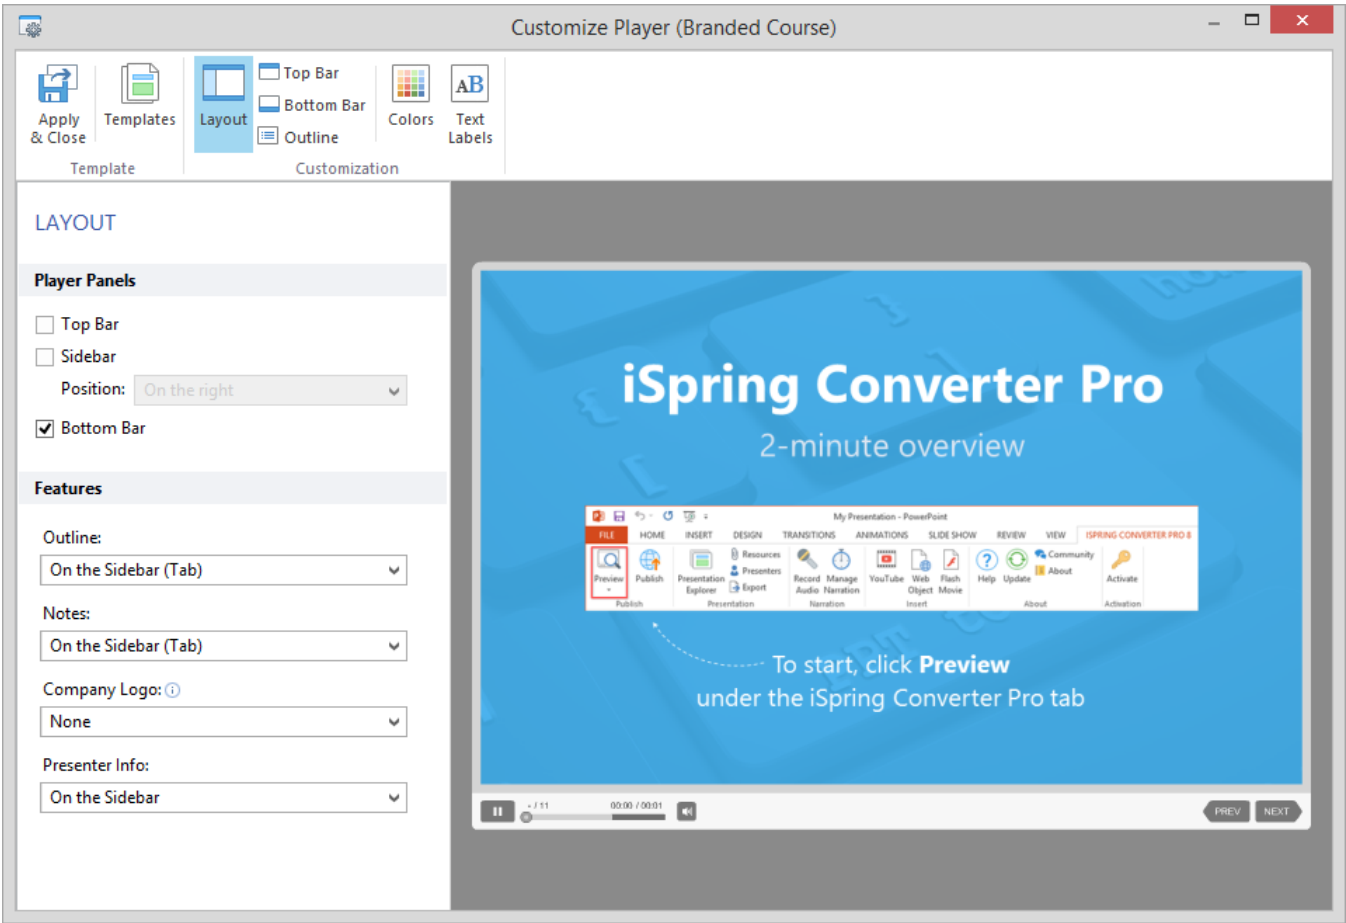 Customize Player (Branded Course)
Apply
& Close
Templates
Template
Layout
Top Bar
Bottom Bar
Outline
Colors
AB
Text
Labels
Customization
LAYOUT
Player Panels
Top Bar
Sidebar
Position: On the right
Bottom Bar
Features
Outline:
On the Sidebar (Tab)
Notes:
On the Sidebar (Tab)
Company Logo:
None
Presenter Info:
On the Sidebar
iSpring Converter Pro
2-minute overview
My Presentation - PowerPoint
FILE HOME INSERT DESIGN TRANSITIONS ANIMATIONS SLIDE SHOW REVIEW VIEW ISPRING CONVERTER PRO 8
Preview
Publish
Publish
Presentation
Explorer
Resources
Presenters
Export
Presentation
Record
Audio
Manage
Narration
Narration
YouTube
Web
Object
Flash
Movie
Insert
Help
Update
Community
About
About
Activate
Activation
To start, click Preview
under the iSpring Converter Pro tab
- / 11
00:00 / 00:01
PREV
NEXT